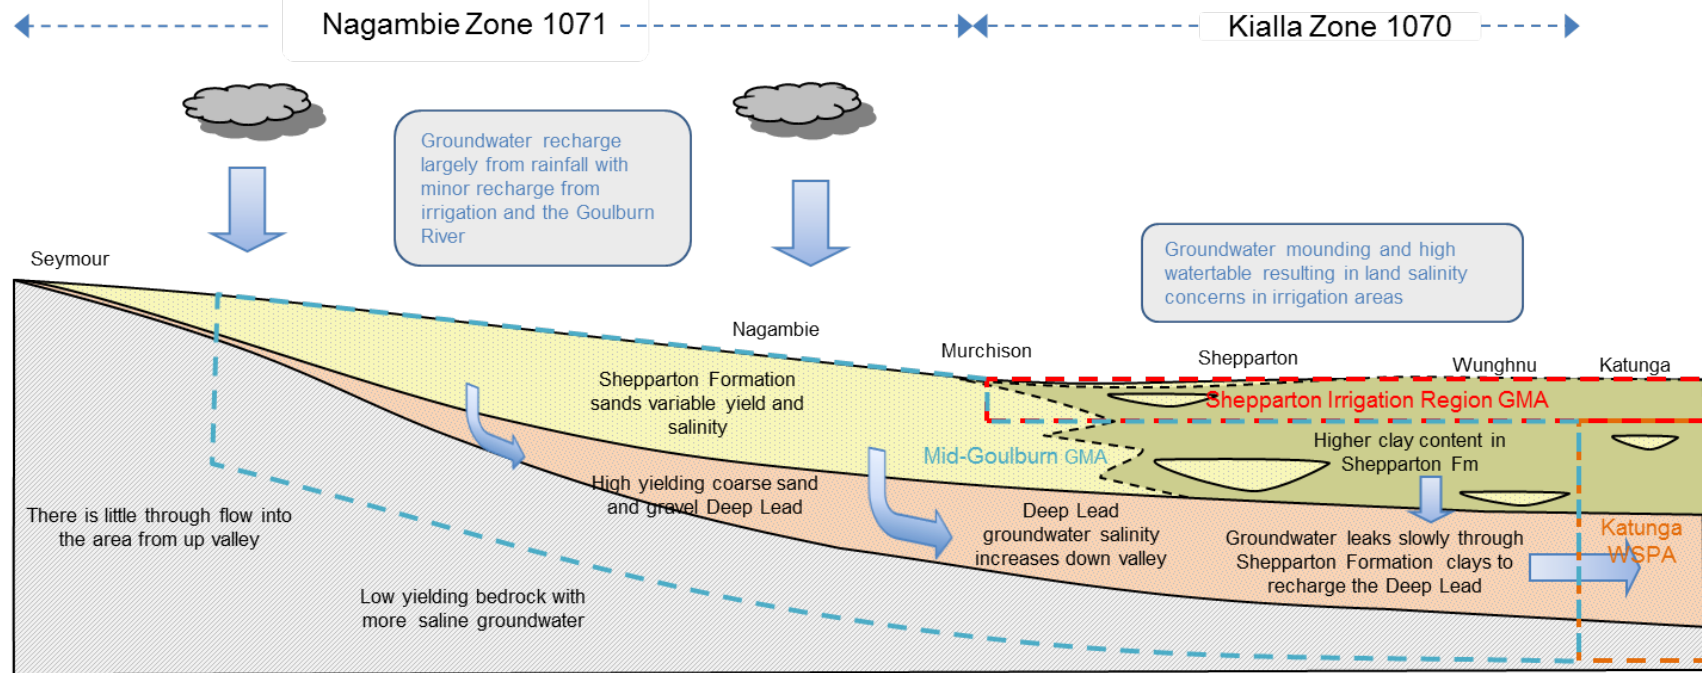 Nagambie Zone 1071
Kialla Zone 1070
Groundwater recharge
largely from rainfall with
minor recharge from
irrigation and the Goulburn
River
Groundwater mounding and high
watertable resulting in land salinity
concerns in irrigation areas
Seymour
Nagambie
Murchison
Shepparton
Wunghnu
Katunga
Shepparton Formation
sands variable yield and
salinity
Shepparton Irrigation Region GMA
Mid-Goulburn GMA
Higher clay content in
Shepparton Fm
High yielding coarse sand
and gravel Deep Lead
Deep Lead
groundwater salinity
increases down valley
Groundwater leaks slowly through
Shepparton Formation clays to
recharge the Deep Lead
Katunga
WSPA
There is little through flow into
the area from up valley
Low yielding bedrock with
more saline groundwater